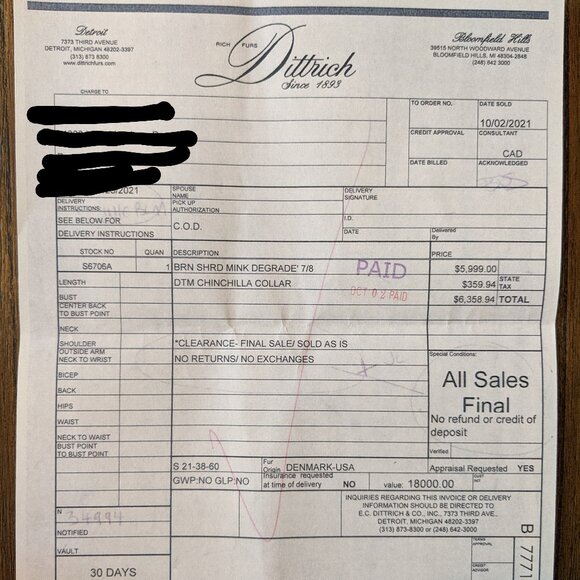 Detroit
7373 THIRD AVENUE
DETROIT, MICHIGAN 48202-3397
(313) 873 8300
www.dittrichfurs.com
RICH FURS
Dittrich
Since 1893
Bloomfield Hills
39515 NORTH WOODWARD AVENUE
BLOOMFIELD HILLS, MI 48304-2848
(248) 642 3000
CHARGE TO
TO ORDER NO. DATE SOLD
10/02/2021
CREDIT APPROVAL CONSULTANT
CAD
DATE BILLED ACKNOWLEDGED
/2021
DELIVERY
INSTRUCTIONS:
SEE BELOW FOR
DELIVERY INSTRUCTIONS
SPOUSE
NAME
PICK UP
AUTHORIZATION
C.O.D.
DELIVERY
SIGNATURE
I.D.
DATE
Delivered
By
STOCK NO QUAN DESCRIPTION PRICE
S6706A 1 BRN SHRD MINK DEGRADE' 7/8 PAID $5,999.00
LENGTH DTM CHINCHILLA COLLAR OCT 02 PAID $359.94 STATE TAX
BUST $6,358.94 TOTAL
CENTER BACK
TO BUST POINT
NECK
SHOULDER *CLEARANCE- FINAL SALE/ SOLD AS IS
OUTSIDE ARM
NECK TO WRIST NO RETURNS/ NO EXCHANGES
BICEP
BACK
HIPS
WAIST
NECK TO WAIST
BUST POINT
TO BUST POINT
Special Conditions:
All Sales
Final
No refund or credit of
deposit
Verified
S 21-38-60 Fur Origin DENMARK-USA Appraisal Requested YES
GWP:NO GLP:NO Insurance requested
at time of delivery NO value: 18000.00
INQUIRIES REGARDING THIS INVOICE OR DELIVERY
INFORMATION SHOULD BE DIRECTED TO
E.C. DITTRICH & CO., INC., 7373 THIRD AVE.,
DETROIT, MICHIGAN 48202-3397
(313) 873-8300 or (248) 642-3000
N
34994
NOTIFIED
VAULT
30 DAYS
TERMS
APPROVAL
CREDIT
ADVISOR
B 7771